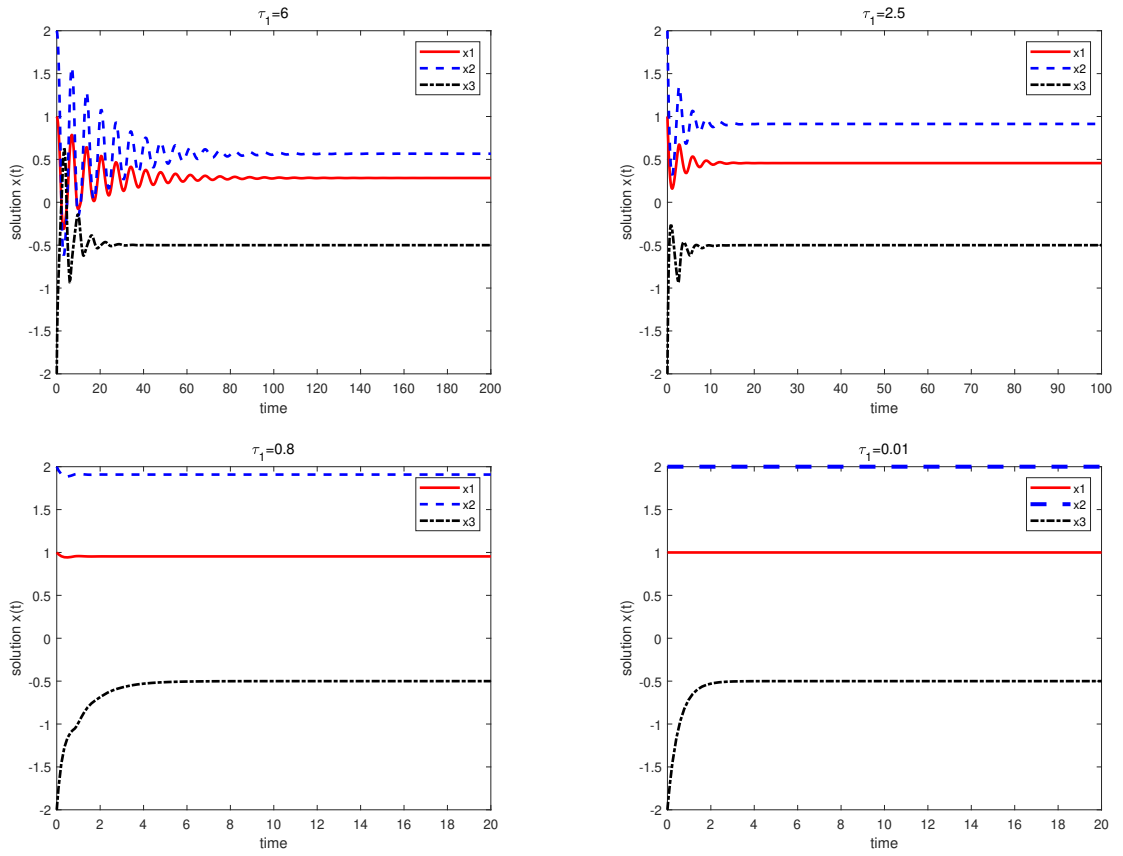 τ1=6
x1
x2
x3
2
1.5
1
0.5
0
-0.5
-1
-1.5
-2
solution x(t)
0 20 40 60 80 100 120 140 160 180 200
time
τ1=2.5
x1
x2
x3
2
1.5
1
0.5
0
-0.5
-1
-1.5
-2
solution x(t)
0 10 20 30 40 50 60 70 80 90 100
time
τ1=0.8
x1
x2
x3
2
1.5
1
0.5
0
-0.5
-1
-1.5
-2
solution x(t)
0 2 4 6 8 10 12 14 16 18 20
time
τ1=0.01
x1
x2
x3
2
1.5
1
0.5
0
-0.5
-1
-1.5
-2
solution x(t)
0 2 4 6 8 10 12 14 16 18 20
time